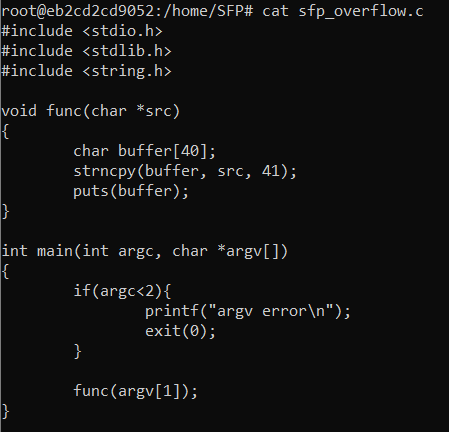 root@eb2cd2cd9052:/home/SFP# cat sfp_overflow.c
#include <stdio.h>
#include <stdlib.h>
#include <string.h>

void func(char *src)
{
        char buffer[40];
        strncpy(buffer, src, 41);
        puts(buffer);
}

int main(int argc, char *argv[])
{
        if(argc<2){
                printf("argv error\n");
                exit(0);
        }

        func(argv[1]);
}